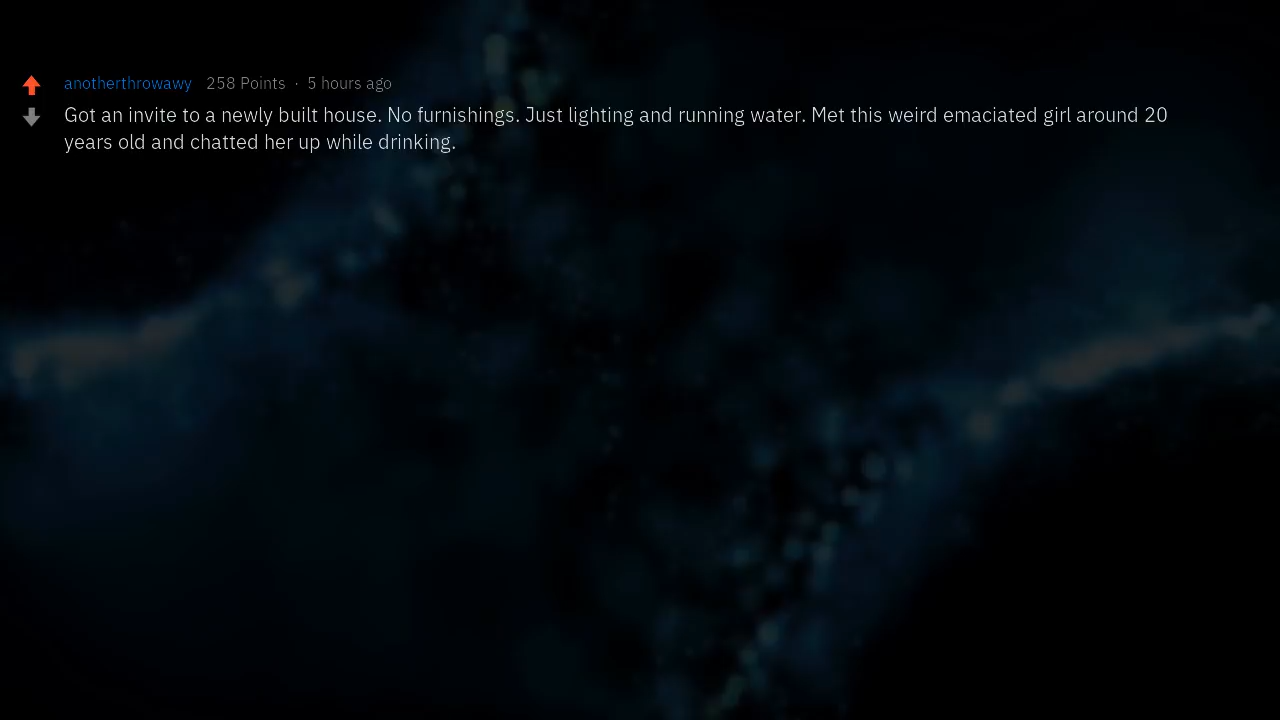 anotherthrowawy 258 Points · 5 hours ago
Got an invite to a newly built house. No furnishings. Just lighting and running water. Met this weird emaciated girl around 20
years old and chatted her up while drinking.